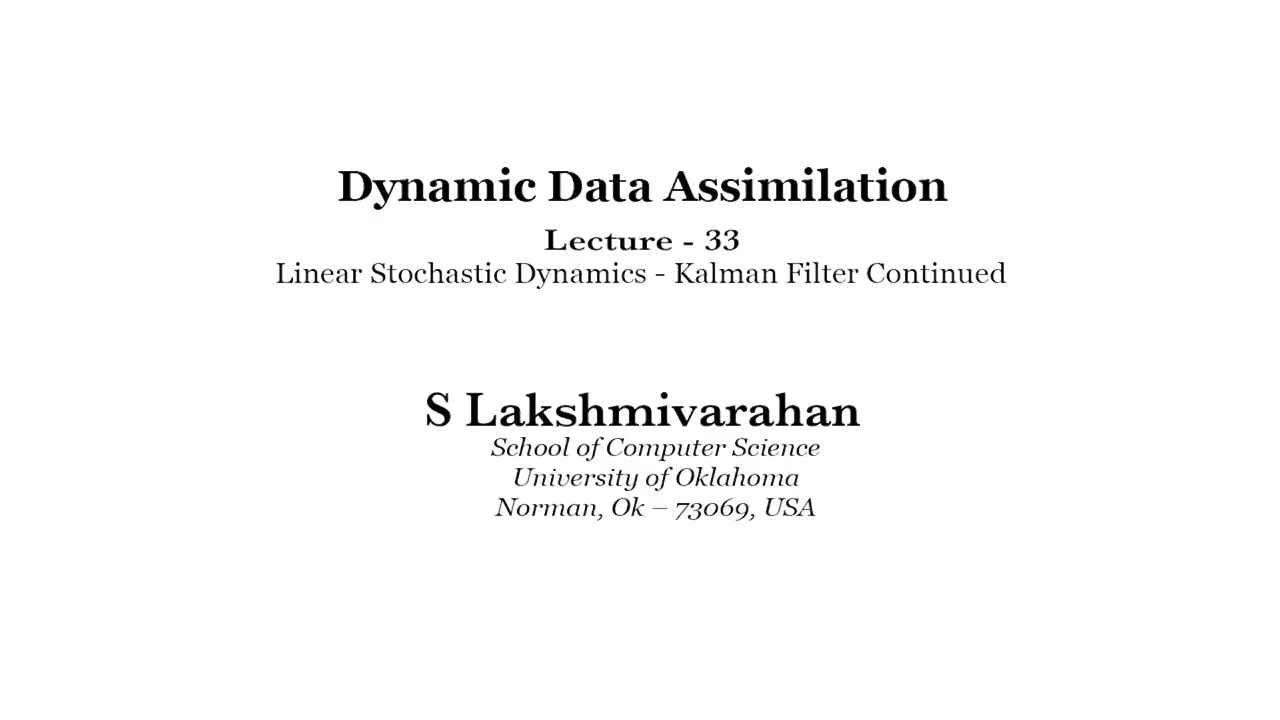 Dynamic Data Assimilation
Lecture - 33
Linear Stochastic Dynamics - Kalman Filter Continued
S Lakshmivarahan
School of Computer Science
University of Oklahoma
Norman, Ok – 73069, USA